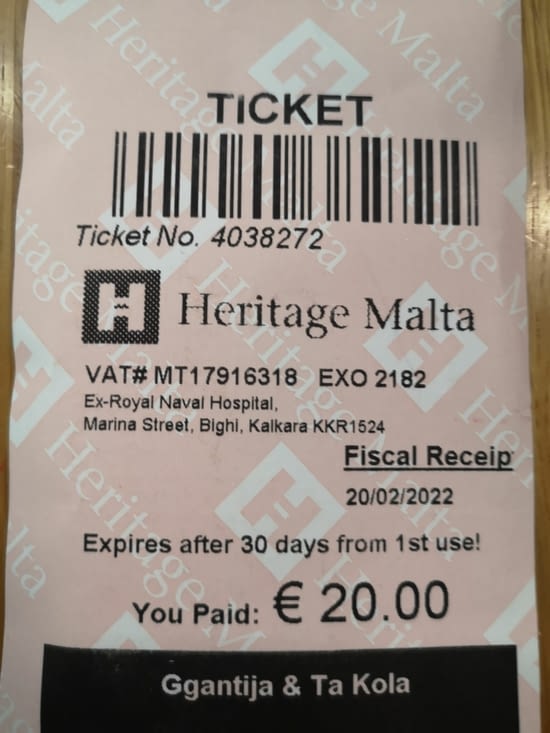 TICKET
Ticket No. 4038272
H Heritage Malta
VAT# MT17916318 EXO 2182
Ex-Royal Naval Hospital,
Marina Street, Bighi, Kalkara KKR1524
Fiscal Receip
20/02/2022
Expires after 30 days from 1st use!
You Paid: € 20.00
Ggantija & Ta Kola